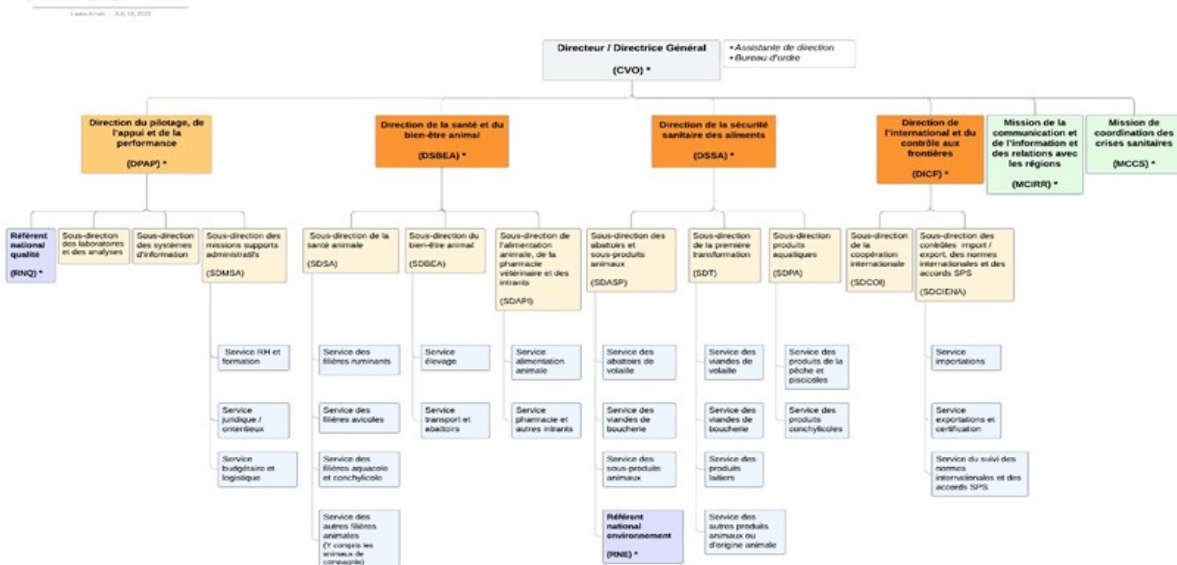 Directeur / Directrice Général
(CVO) *
• Assistante de direction
• Bureau d'ordre
Direction du pilotage, de
l'appui et de la
performance
(DPAP) *
Direction de la santé et du
bien-être animal
(DSBEA) *
Direction de la sécurité
sanitaire des aliments
(DSSA) *
Direction de
l'international et du
contrôle aux
frontières
(DICF) *
Mission de la
communication et
de l'information et
des relations avec
les régions
(MCIRR) *
Mission de
coordination des
crises sanitaires
(MCCS) *
Référent
national
qualité
(RNQ) *
Sous-direction
des laboratoires
et des analyses
Sous-direction
des systèmes
d'information
Sous-direction des
missions supports
administratifs
(SDMSA)
Sous-direction de la
santé animale
(SDSA)
Sous-direction du
bien-être animal
(SDBEA)
Sous-direction de
l'alimentation
animale, de la
pharmacie
vétérinaire et des
intrants
(SDAPI)
Sous-direction des
abattoirs et
sous-produits
animaux
(SDASP)
Sous-direction
de la première
transformation
(SDT)
Sous-direction
produits
aquatiques
(SDPA)
Sous-direction
de la
coopération
internationale
(SDCOI)
Sous-direction des
contrôles import /
export, des normes
internationales et des
accords SPS
(SDCIENA)
Service RH et
formation
Service
juridique /
ontentieux
Service
budgétaire et
logistique
Service des
filières ruminants
Service des
filières avicoles
Service des
filières aquacole
et conchylicole
Service des
autres filières
animales
(Y compris les
animaux de
compagnie)
Service
élevage
Service
transport et
abattoirs
Service
alimentation
animale
Service
pharmacie et
autres intrants
Service des
abattoirs de
volaille
Service des
viandes de
boucherie
Service des
sous-produits
animaux
Référent
national
environnement
(RNE) *
Service des
viandes de
volaille
Service des
viandes de
boucherie
Service des
produits
laitiers
Service des
autres produits
animaux ou
d'origine animale
Service des
produits de la
pêche et
piscicoles
Service des
produits
conchylicoles
Service
importations
Service
exportations et
certification
Service du suivi des
normes
internationales et des
accords SPS